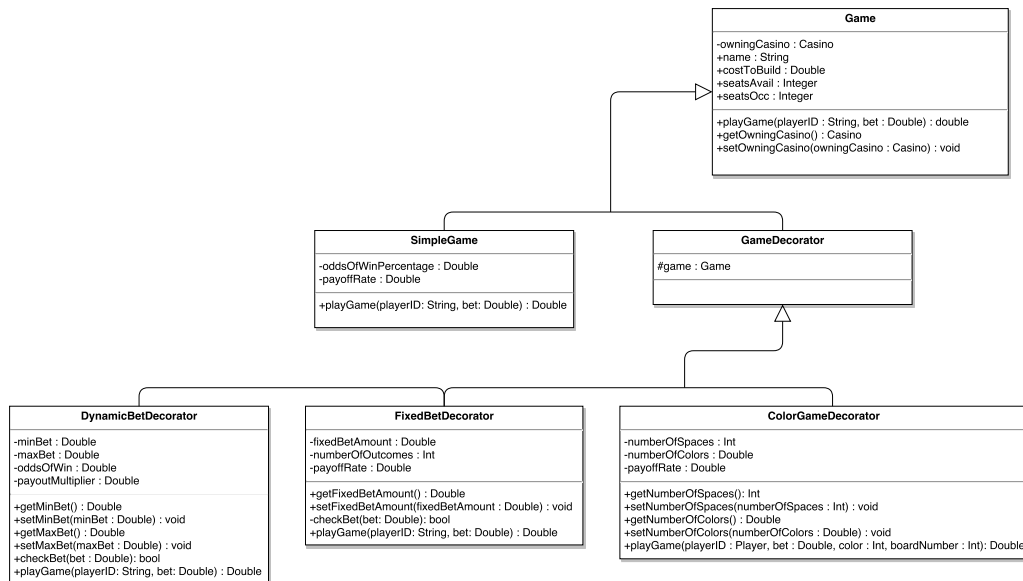 Game
-owningCasino : Casino
+name : String
+costToBuild : Double
+seatsAvail : Integer
+seatsOcc : Integer
+playGame(playerID : String, bet : Double) : double
+getOwningCasino() : Casino
+setOwningCasino(owningCasino : Casino) : void
SimpleGame
-oddsOfWinPercentage : Double
-payoffRate : Double
+playGame(playerID: String, bet: Double) : Double
GameDecorator
#game : Game
DynamicBetDecorator
-minBet : Double
-maxBet : Double
-oddsOfWin : Double
-payoutMultiplier : Double
+getMinBet() : Double
+setMinBet(minBet : Double) : void
+getMaxBet() : Double
+setMaxBet(maxBet : Double) : void
+checkBet(bet : Double): bool
+playGame(playerID: String, bet: Double) : Double
FixedBetDecorator
-fixedBetAmount : Double
-numberOfOutcomes : Int
-payoffRate : Double
+getFixedBetAmount() : Double
+setFixedBetAmount(fixedBetAmount : Double) : void
-checkBet(bet: Double): bool
+playGame(playerID: String, bet: Double) : Double
ColorGameDecorator
-numberOfSpaces : Int
-numberOfColors : Double
-payoffRate : Double
+getNumberOfSpaces(): Int
+setNumberOfSpaces(numberOfSpaces : Int) : void
+getNumberOfColors() : Double
+setNumberOfColors(numberOfColors : Double) : void
+playGame(playerID : Player, bet : Double, color : Int, boardNumber : Int): Double